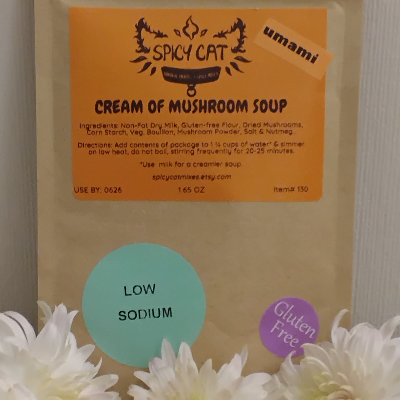 umami
SPICY CAT
CREAM OF MUSHROOM SOUP
Ingredients: Non-Fat Dry Milk, Gluten-free Flour, Dried Mushrooms,
Corn Starch, Veg. Bouillon, Mushroom Powder, Salt & Nutmeg.
Directions: Add contents of package to 1 ½ cups of water* & simmer
on low heat, do not boil, stirring frequently for 20-25 minutes.
*Use milk for a creamier soup.
spicycatmixes.etsy.com
USE BY: 0626 1.65 OZ Item# 130
LOW
SODIUM
Gluten
Free